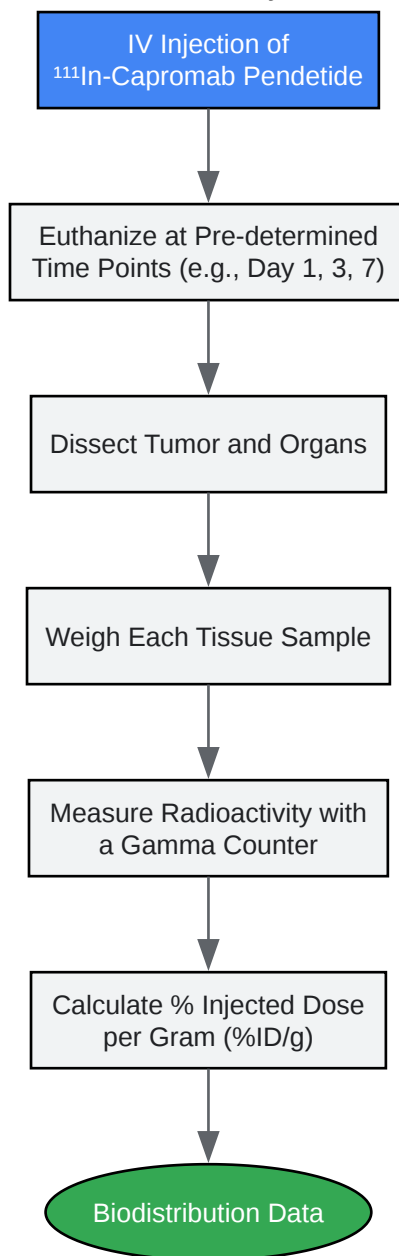 IV Injection of
¹¹¹In-Capromab Pendetide
Euthanize at Pre-determined
Time Points (e.g., Day 1, 3, 7)
Dissect Tumor and Organs
Weigh Each Tissue Sample
Measure Radioactivity with
a Gamma Counter
Calculate % Injected Dose
per Gram (%ID/g)
Biodistribution Data